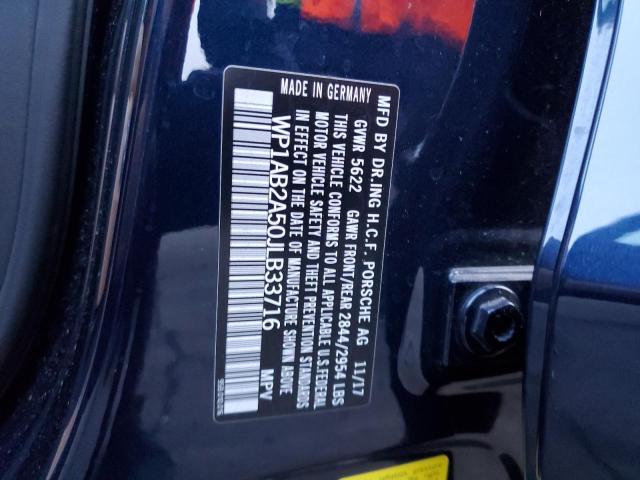 MFD BY DR.ING H.C.F. PORSCHE AG 11/17
GVWR 5622 GAWR FRONT/REAR 2844/2954 LBS
THIS VEHICLE CONFORMS TO ALL APPLICABLE U.S.FEDERAL
MOTOR VEHICLE SAFETY AND THEFT PREVENTION STANDARDS
IN EFFECT ON THE DATE OF MANUFACTURE SHOWN ABOVE
WP1AB2A50JLB33716 MPV
MADE IN GERMANY